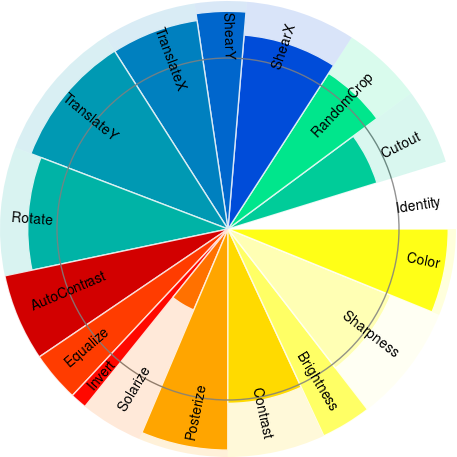 ShearY
ShearX
TranslateX
RandomCrop
TranslateY
Cutout
Identity
Rotate
Color
AutoContrast
Sharpness
Equalize
Invert
Solarize
Brightness
Posterize
Contrast